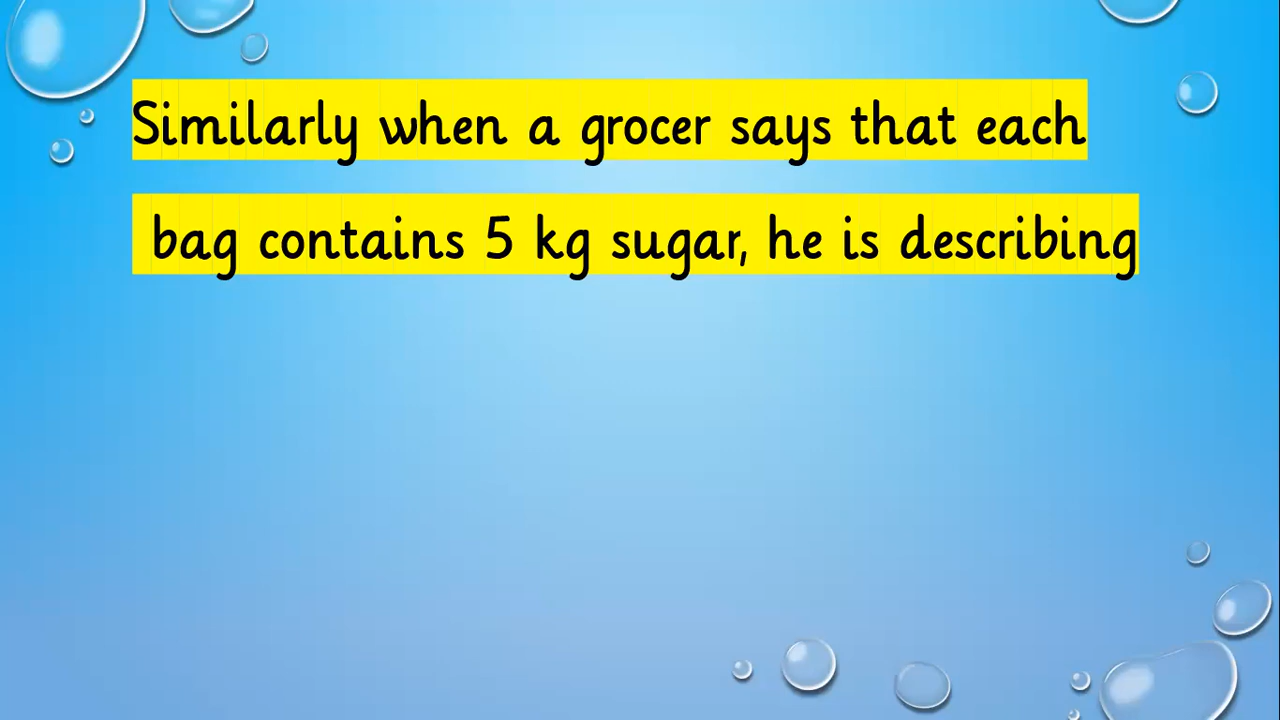 Similarly when a grocer says that each
bag contains 5 kg sugar, he is describing